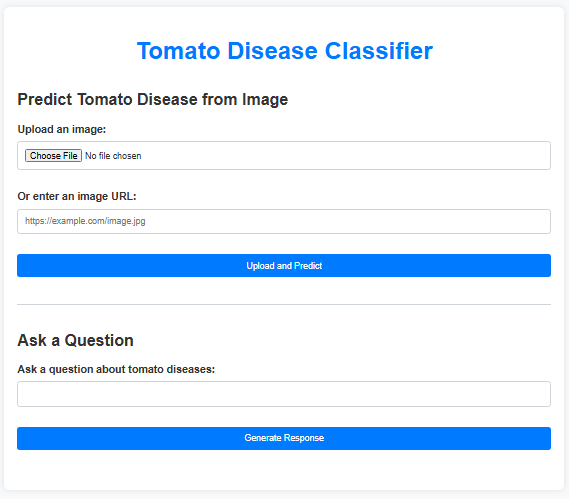 Tomato Disease Classifier
Predict Tomato Disease from Image
Upload an image:
Choose File No file chosen
Or enter an image URL:
https://example.com/image.jpg
Upload and Predict
Ask a Question
Ask a question about tomato diseases:
Generate Response